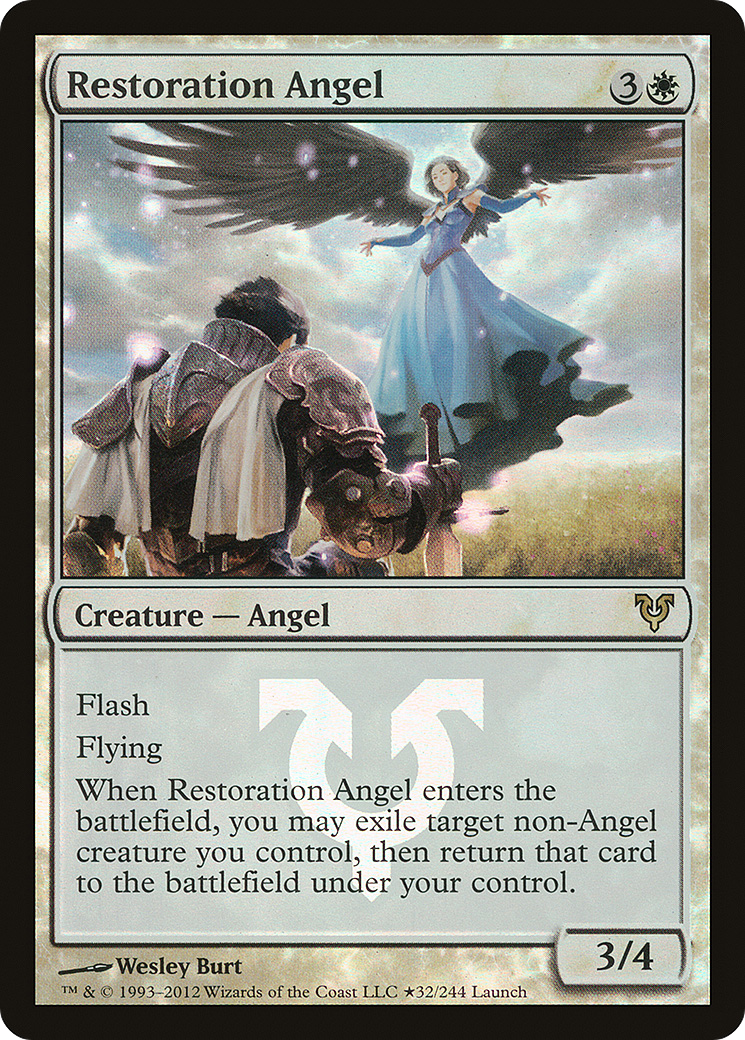 Restoration Angel 3
Creature — Angel
Flash
Flying
When Restoration Angel enters the
battlefield, you may exile target non-Angel
creature you control, then return that card
to the battlefield under your control.
3/4
Wesley Burt
™ & © 1993–2012 Wizards of the Coast LLC ★32/244 Launch